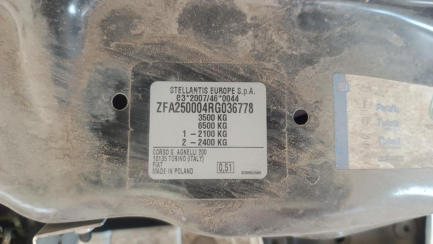 STELLANTIS EUROPE S.p.A.
e3*2007/46*0044
ZFA250004RG036778
3500 KG
6500 KG
1 - 2100 KG
2 - 2400 KG
CORSO G. AGNELLI 200
10135 TORINO (ITALY)
FIAT
MADE IN POLAND
0,51